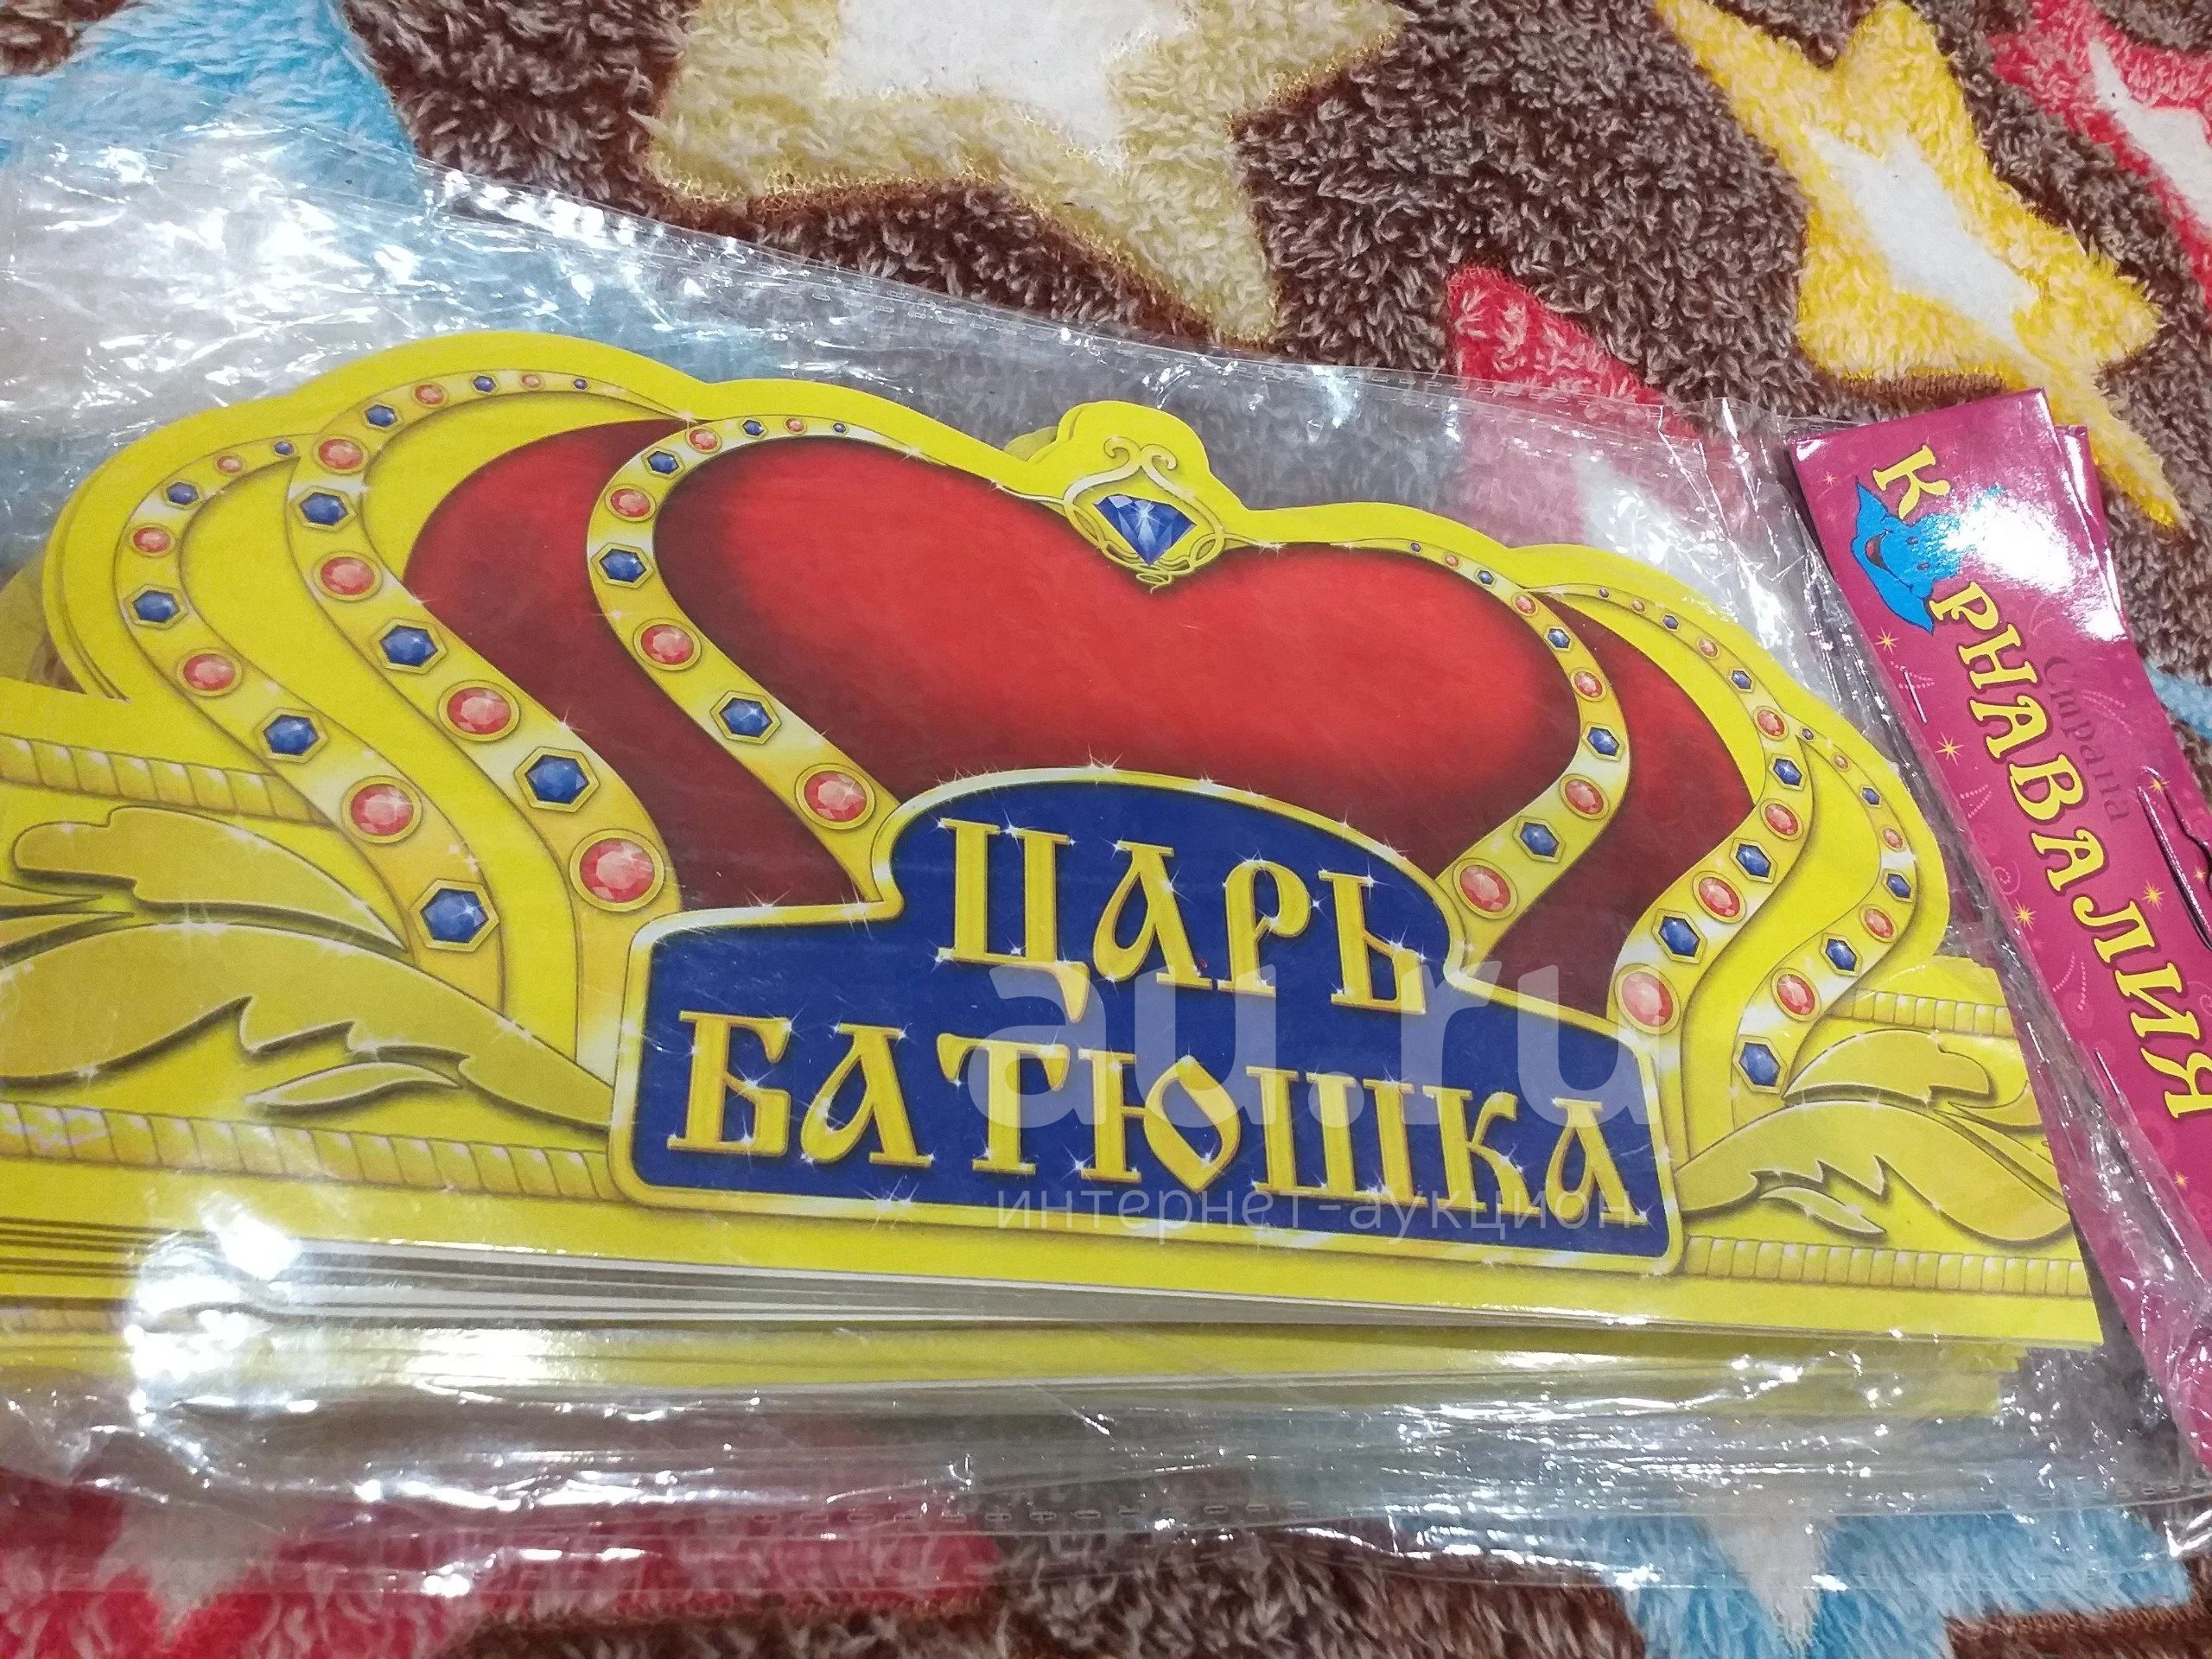 ЦАРЬ
БАТЮШКА
Страна
КАРНАВАЛИЯ
au.ru
интернет-аукцион